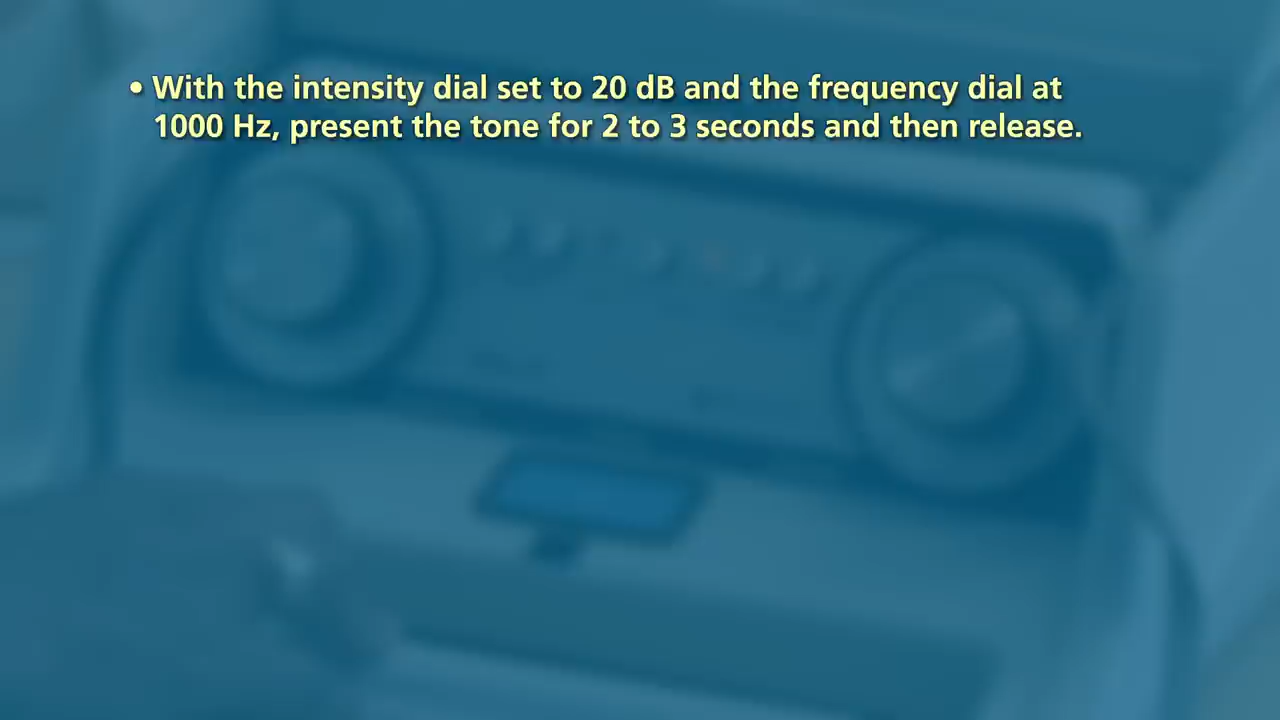 • With the intensity dial set to 20 dB and the frequency dial at
1000 Hz, present the tone for 2 to 3 seconds and then release.